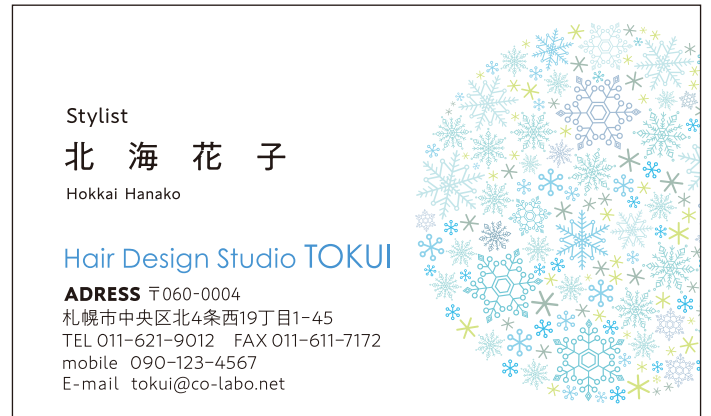 Stylist
北 海 花 子
Hokkai Hanako
Hair Design Studio TOKUI
ADRESS 〒060-0004
札幌市中央区北4条西19丁目1-45
TEL 011-621-9012 FAX 011-611-7172
mobile 090-123-4567
E-mail tokui@co-labo.net